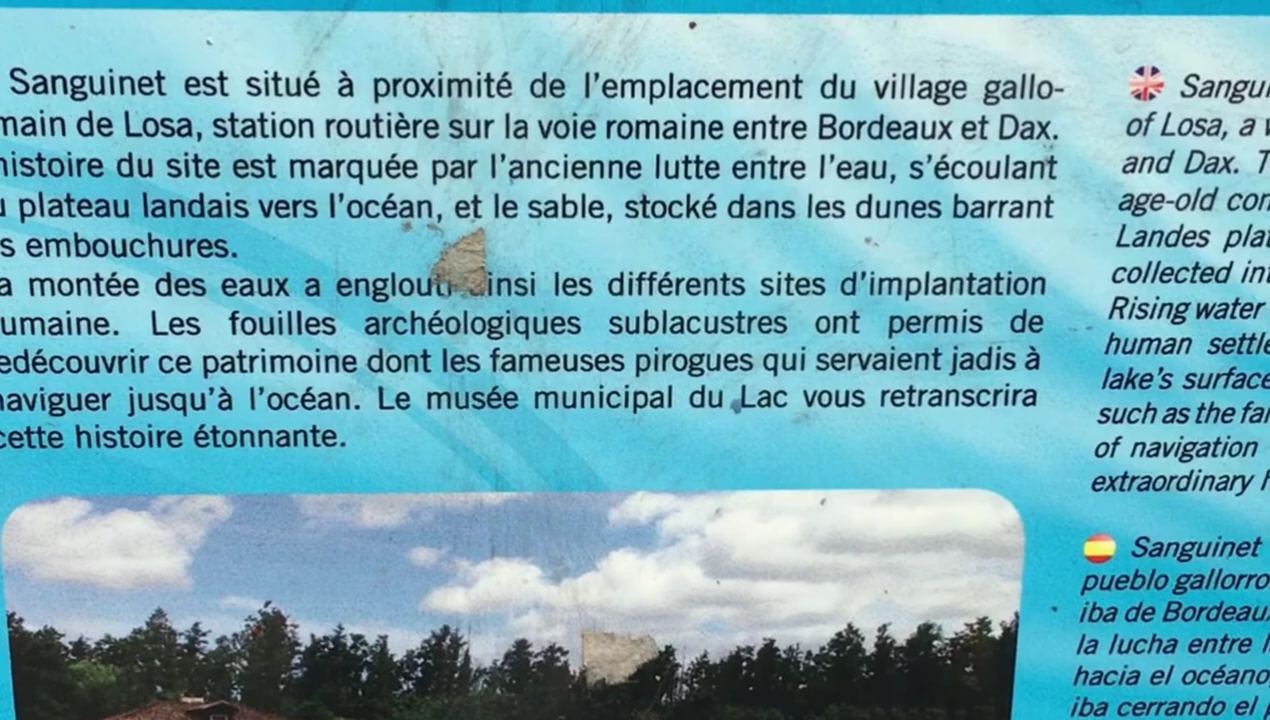 Sanguinet est situé à proximité de l'emplacement du village gallo-
main de Losa, station routière sur la voie romaine entre Bordeaux et Dax.
histoire du site est marquée par l'ancienne lutte entre l'eau, s'écoulant
plateau landais vers l'océan, et le sable, stocké dans les dunes barrant
s embouchures.
a montée des eaux a englouti insi les différents sites d'implantation
umaine. Les fouilles archéologiques sublacustres ont permis de
edécouvrir ce patrimoine dont les fameuses pirogues qui servaient jadis à
naviguer jusqu'à l'océan. Le musée municipal du Lac vous retranscrira
cette histoire étonnante.
Sangui
of Losa, a
and Dax. T
age-old con
Landes plat
collected int
Rising water
human settle
lake's surface
such as the fa
of navigation
extraordinary
Sanguinet
pueblo gallorro
iba de Bordeau
la lucha entre
hacia el océano
iba cerrando el